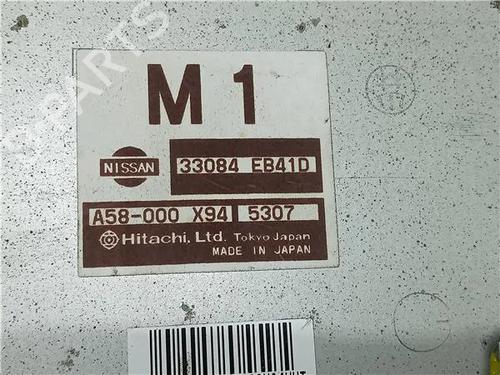 M 1
NISSAN
33084 EB41D
A58-000 X94 5307
Hitachi, Ltd. Tokyo Japan
MADE IN JAPAN